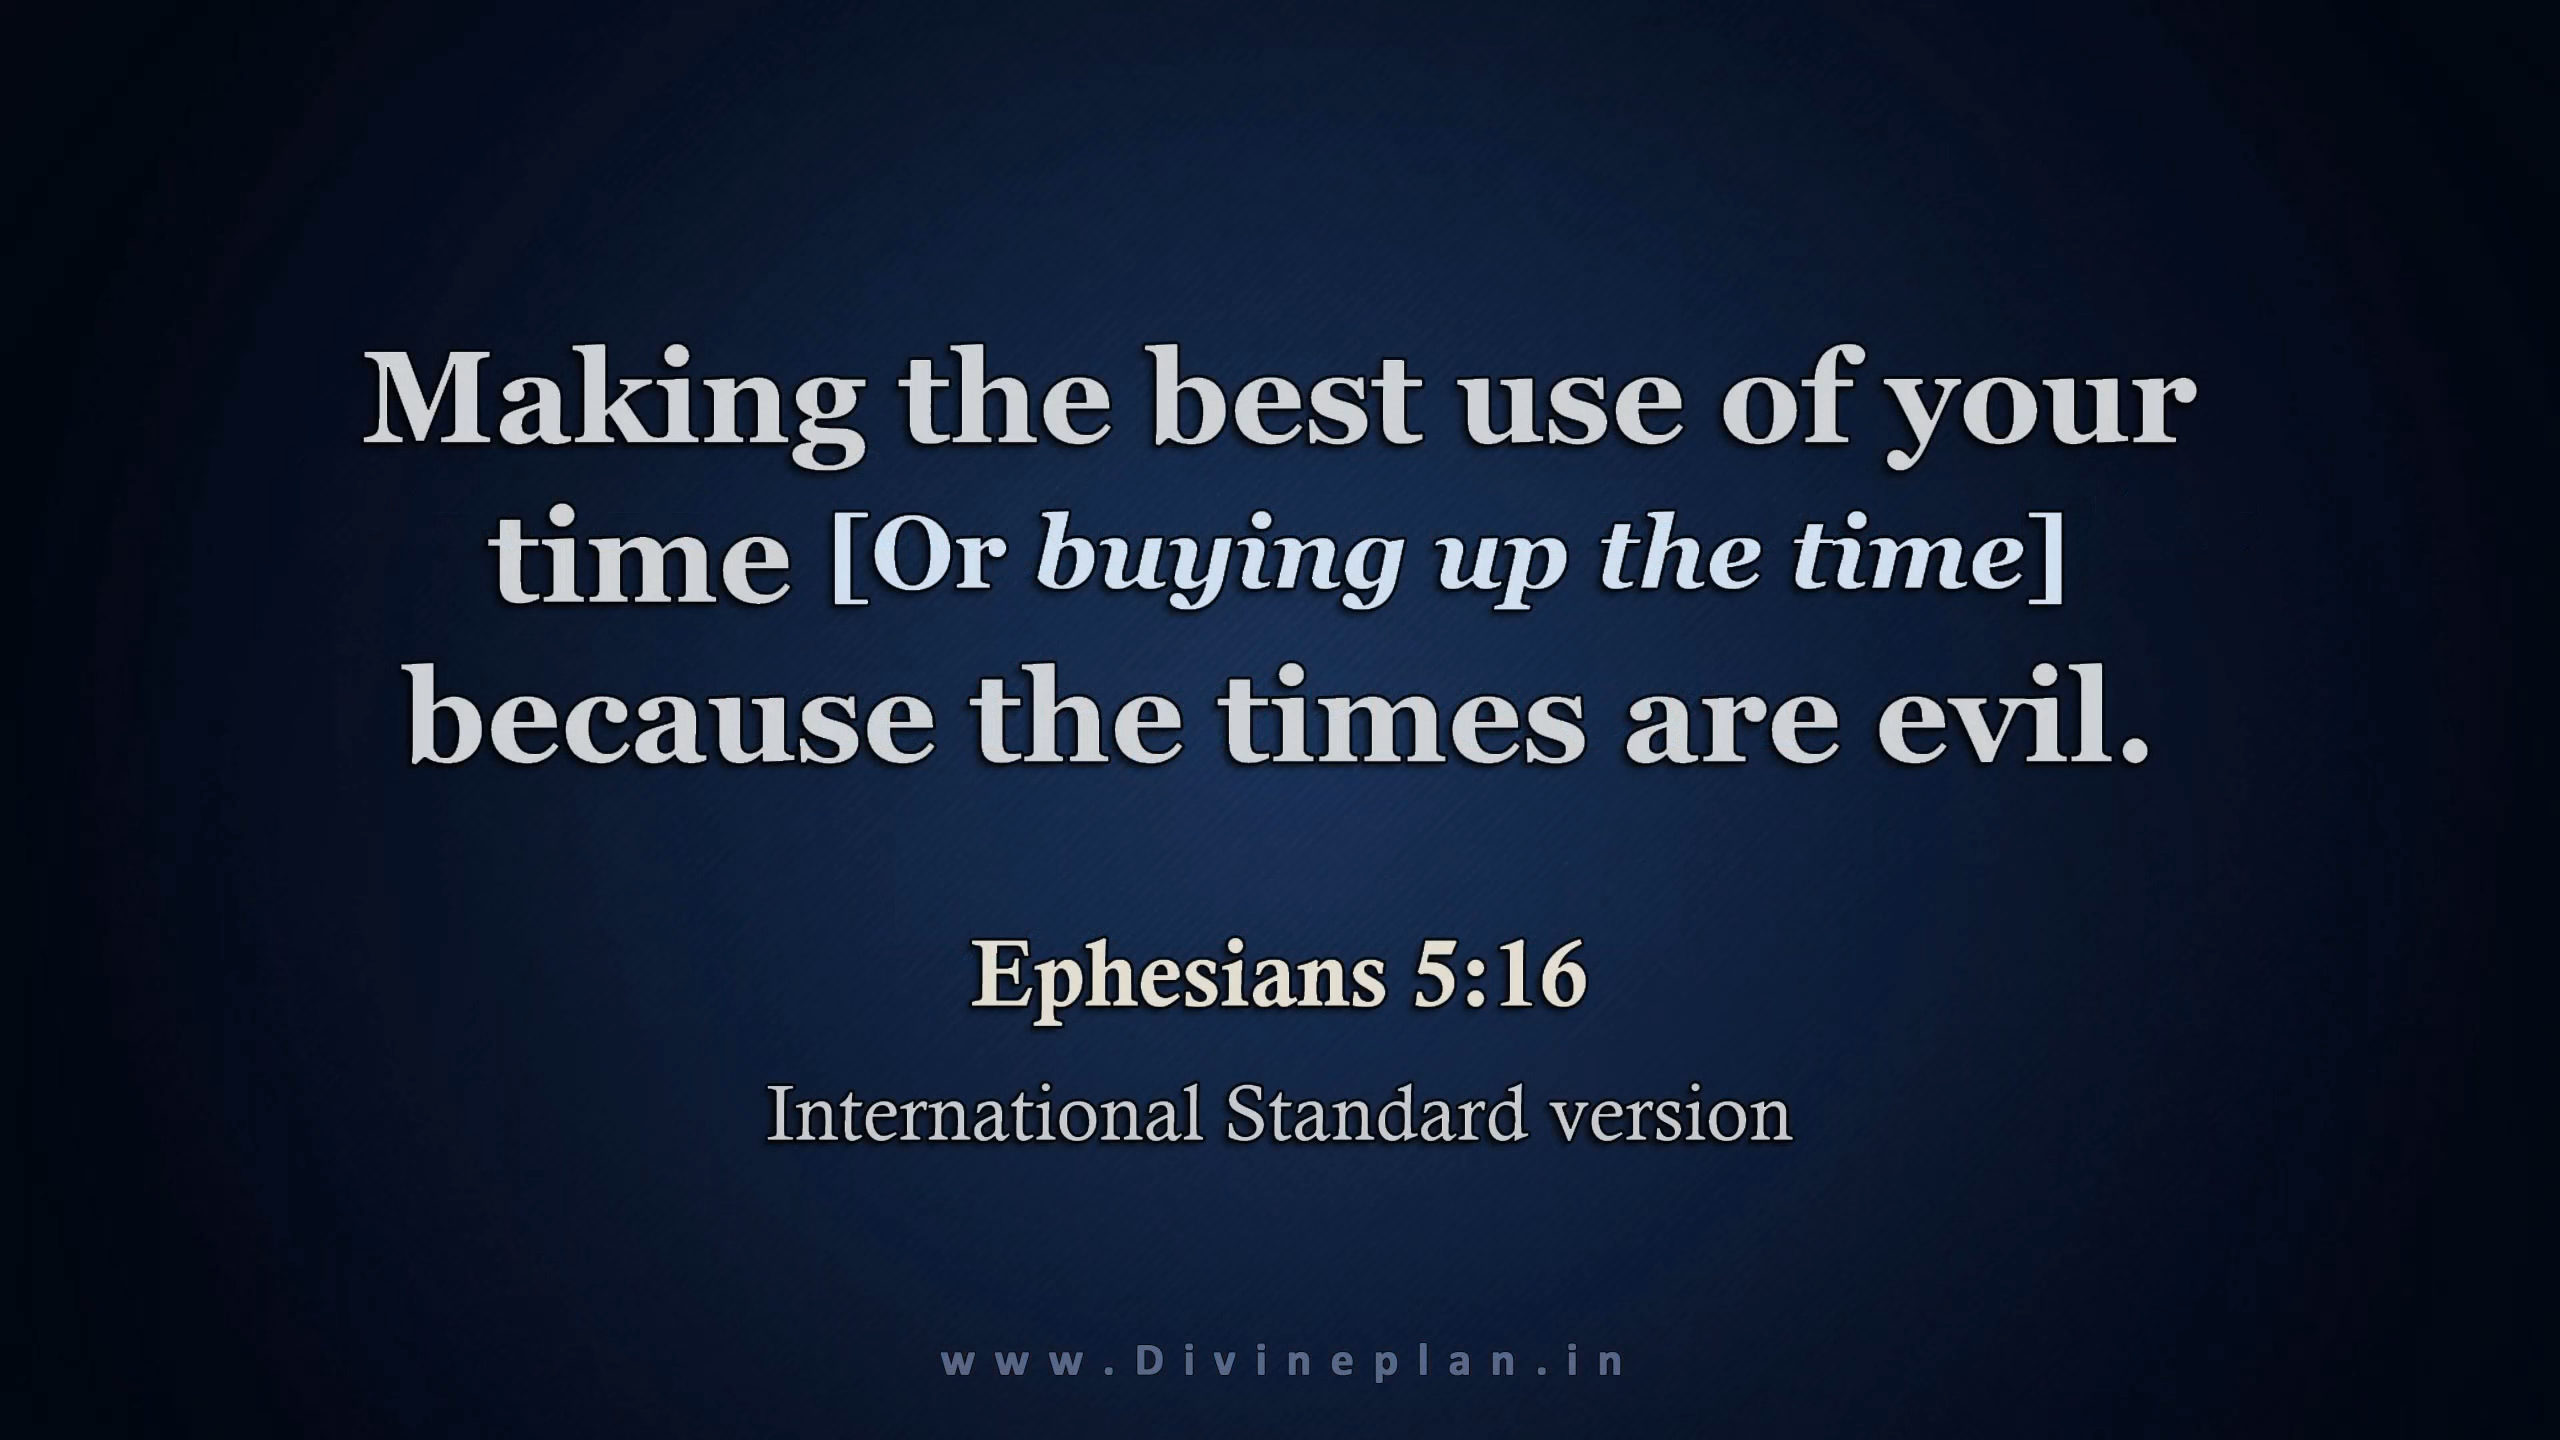 Making the best use of your
time [Or buying up the time]
because the times are evil.
Ephesians 5:16
International Standard version
www.Divineplan.in